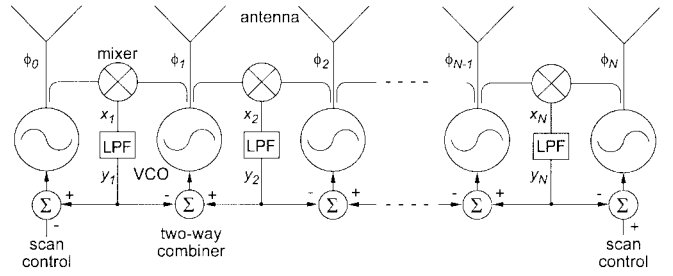 antenna
ϕ0 mixer ϕ1 ϕ2 ϕN-1 ϕN
x1 x2 xN
LPF LPF LPF
y1 VCO y2 yN
+ - + - + - + -
Σ Σ Σ Σ Σ
- +
scan control
two-way combiner
scan control